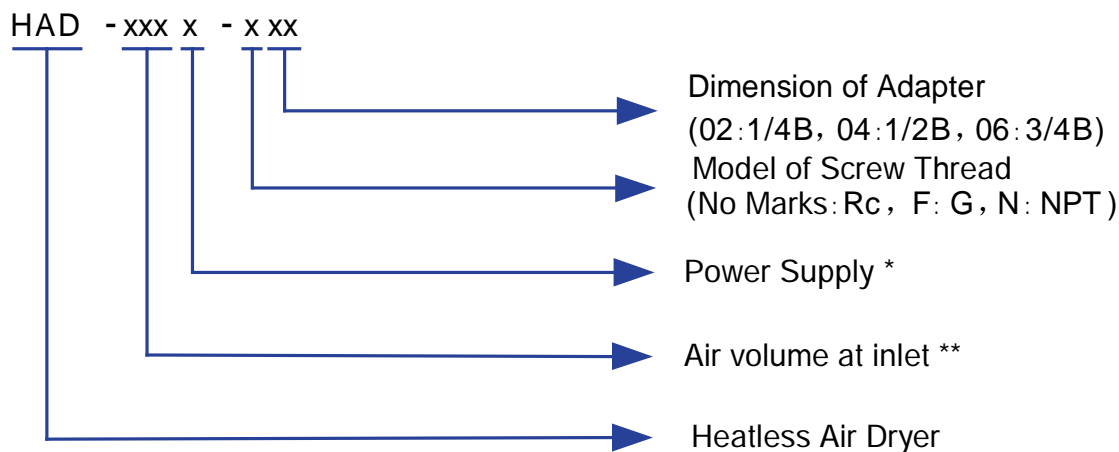 HAD -xxx x - x xx
Dimension of Adapter
(02:1/4B, 04:1/2B, 06:3/4B)
Model of Screw Thread
(No Marks:Rc, F: G, N: NPT)
Power Supply *
Air volume at inlet **
Heatless Air Dryer